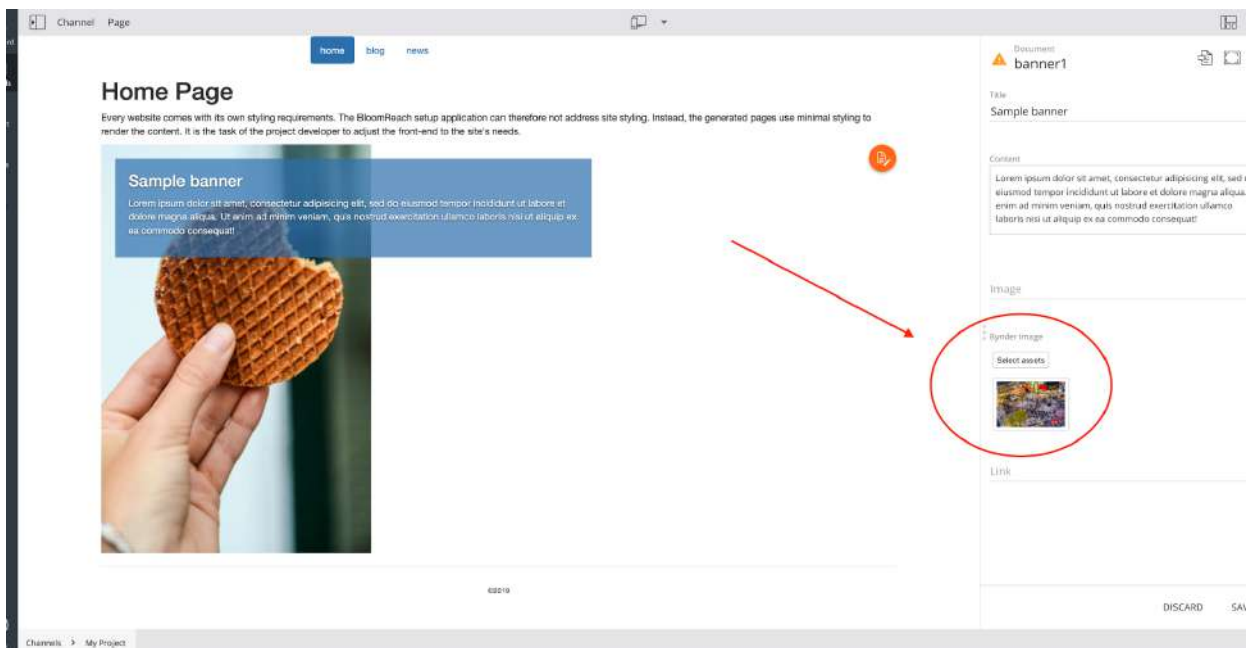 Channel Page
home blog news
Home Page
Every website comes with its own styling requirements. The BloomReach setup application can therefore not address site styling. Instead, the generated pages use minimal styling to
render the content. It is the task of the project developer to adjust the front-end to the site's needs.
Sample banner
Lorem ipsum dolor sit amet, consectetur adipisicing elit, sed do eiusmod tempor incididunt ut labore et
dolore magna aliqua. Ut enim ad minim veniam, quis nostrud exercitation ullamco laboris nisi ut aliquip ex
ea commodo consequat!
©2019
Document
banner1
Title
Sample banner
Content
Lorem ipsum dolor sit amet, consectetur adipisicing elit, sed
eiusmod tempor incididunt ut labore et dolore magna aliqua.
enim ad minim veniam, quis nostrud exercitation ullamco
laboris nisi ut aliquip ex ea commodo consequat!
Image
Bynder image
Select assets
Link
DISCARD SAV
Channels > My Project